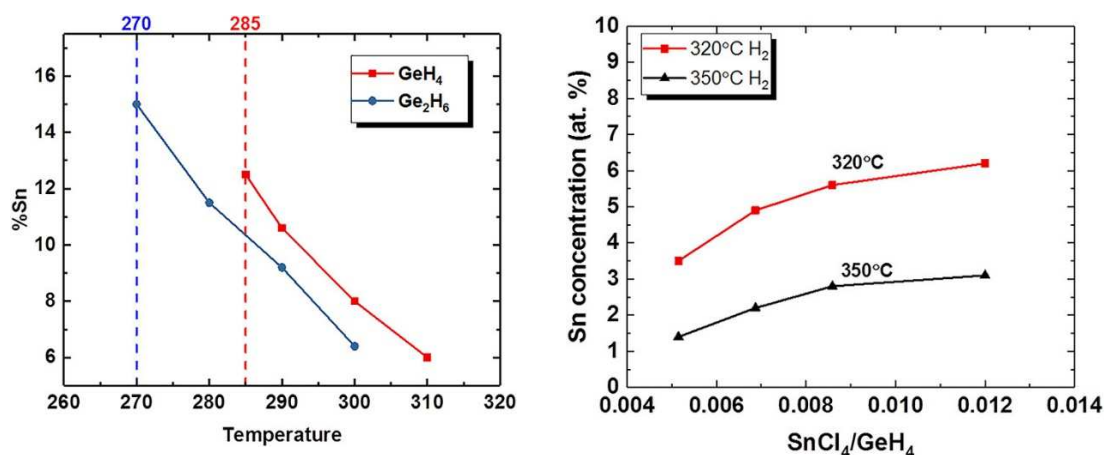 270 285
16
14
12
10
8
6
%Sn
260 270 280 290 300 310 320
Temperature
GeH₄
Ge₂H₆
10
9
8
7
6
5
4
3
2
1
0
Sn concentration (at. %)
320°C H₂
350°C H₂
320°C
350°C
0.004 0.006 0.008 0.010 0.012 0.014
SnCl₄/GeH₄